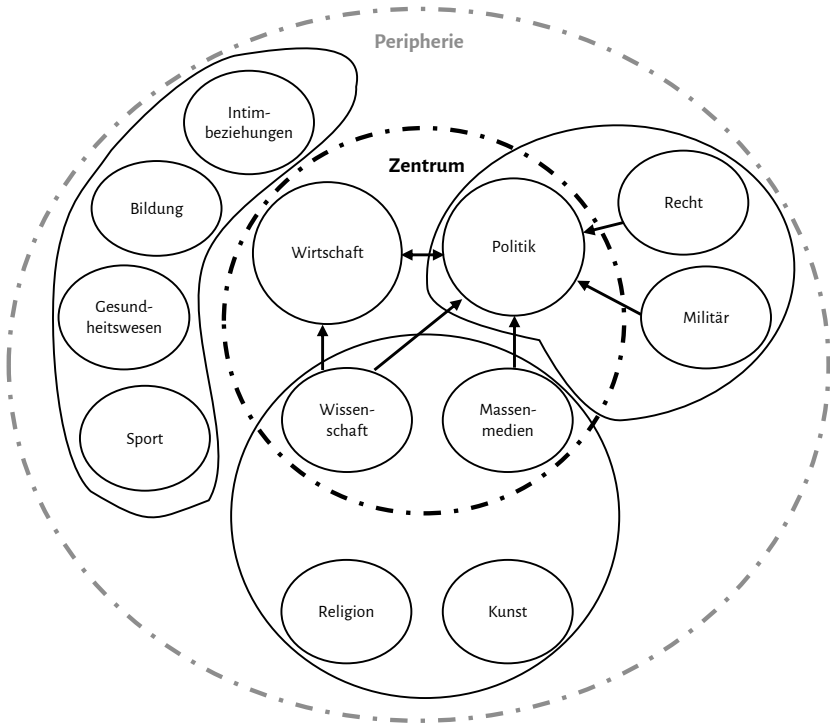 Peripherie
Intim-
beziehungen
Zentrum
Bildung
Recht
Wirtschaft
Politik
Gesund-
heitswesen
Militär
Wissen-
schaft
Massen-
medien
Sport
Religion
Kunst